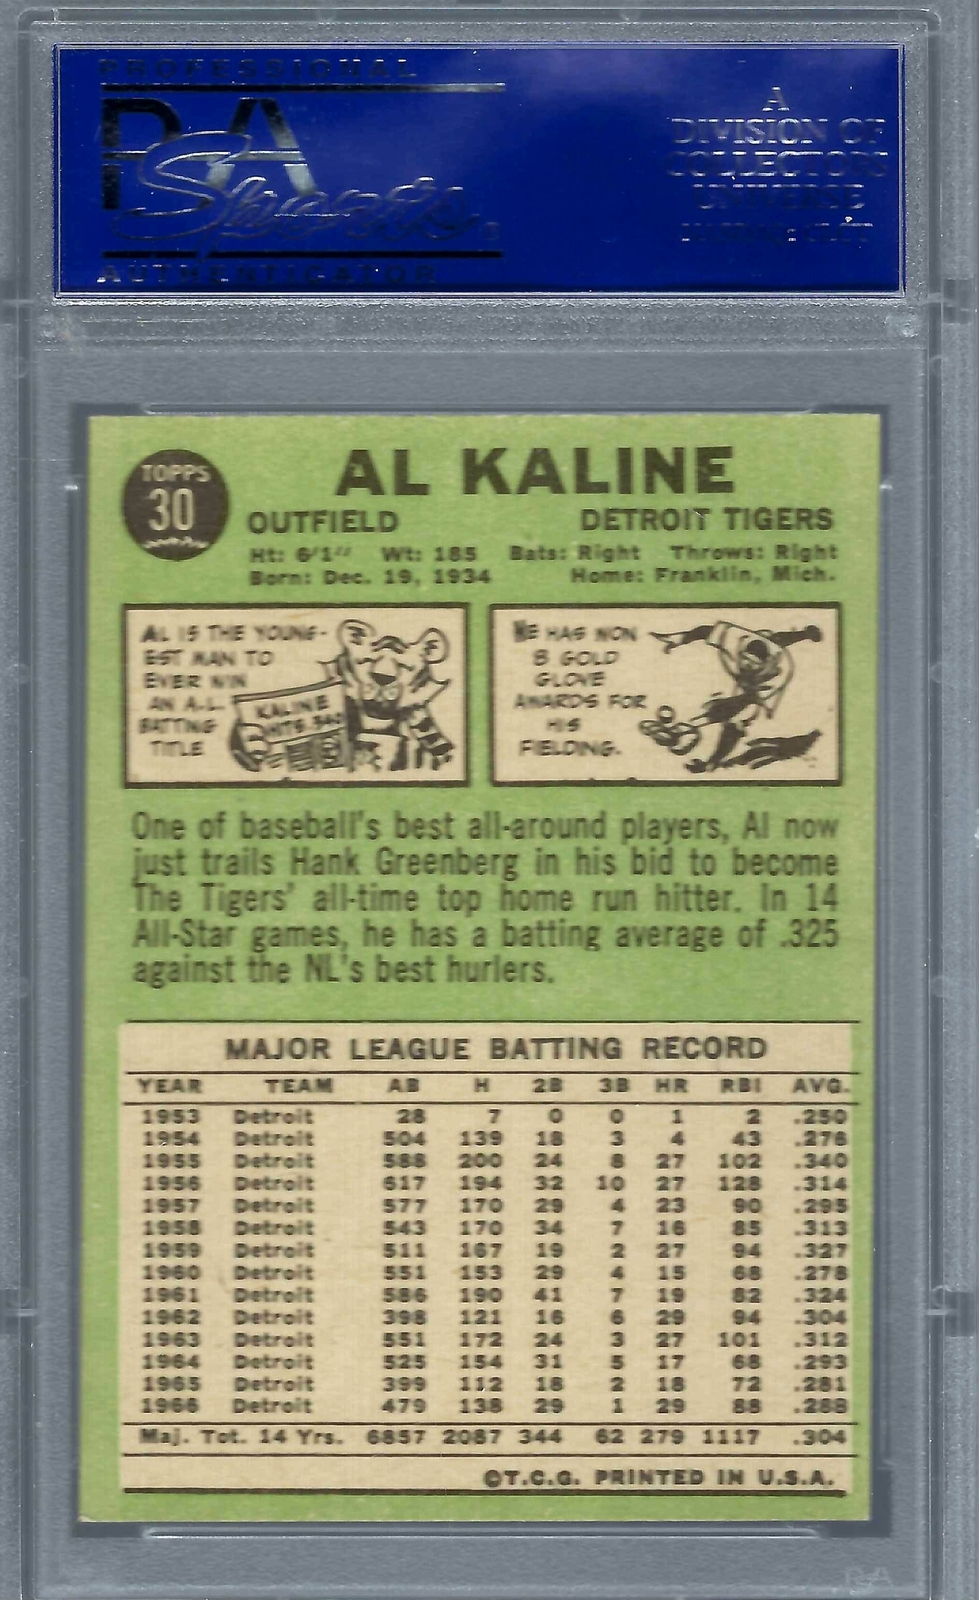 PROFESSIONAL
PSA
Sports
AUTHENTICATOR
A
DIVISION OF
COLLECTORS
UNIVERSE
NASDAQ: CLCT
TOPPS
30
AL KALINE
OUTFIELD DETROIT TIGERS
Ht: 6'1" Wt: 185 Bats: Right Throws: Right
Born: Dec. 19, 1934 Home: Franklin, Mich.
AL IS THE YOUNG-
EST MAN TO
EVER WIN
AN A.L.
BATTING
TITLE
KALINE
HITS .340
HE HAS WON
8 GOLD
GLOVE
AWARDS FOR
HIS
FIELDING.
One of baseball's best all-around players, Al now
just trails Hank Greenberg in his bid to become
The Tigers' all-time top home run hitter. In 14
All-Star games, he has a batting average of .325
against the NL's best hurlers.
MAJOR LEAGUE BATTING RECORD
YEAR TEAM AB H 2B 3B HR RBI AVG.
1953 Detroit 28 7 0 0 1 2 .250
1954 Detroit 504 139 18 3 4 43 .276
1955 Detroit 588 200 24 8 27 102 .340
1956 Detroit 617 194 32 10 27 128 .314
1957 Detroit 577 170 29 4 23 90 .295
1958 Detroit 543 170 34 7 16 85 .313
1959 Detroit 511 167 19 2 27 94 .327
1960 Detroit 551 153 29 4 15 68 .278
1961 Detroit 586 190 41 7 19 82 .324
1962 Detroit 398 121 16 6 29 94 .304
1963 Detroit 551 172 24 3 27 101 .312
1964 Detroit 525 154 31 5 17 68 .293
1965 Detroit 399 112 18 2 18 72 .281
1966 Detroit 479 138 29 1 29 88 .288
Maj. Tot. 14 Yrs. 6857 2087 344 62 279 1117 .304
©T.C.G. PRINTED IN U.S.A.
PSA